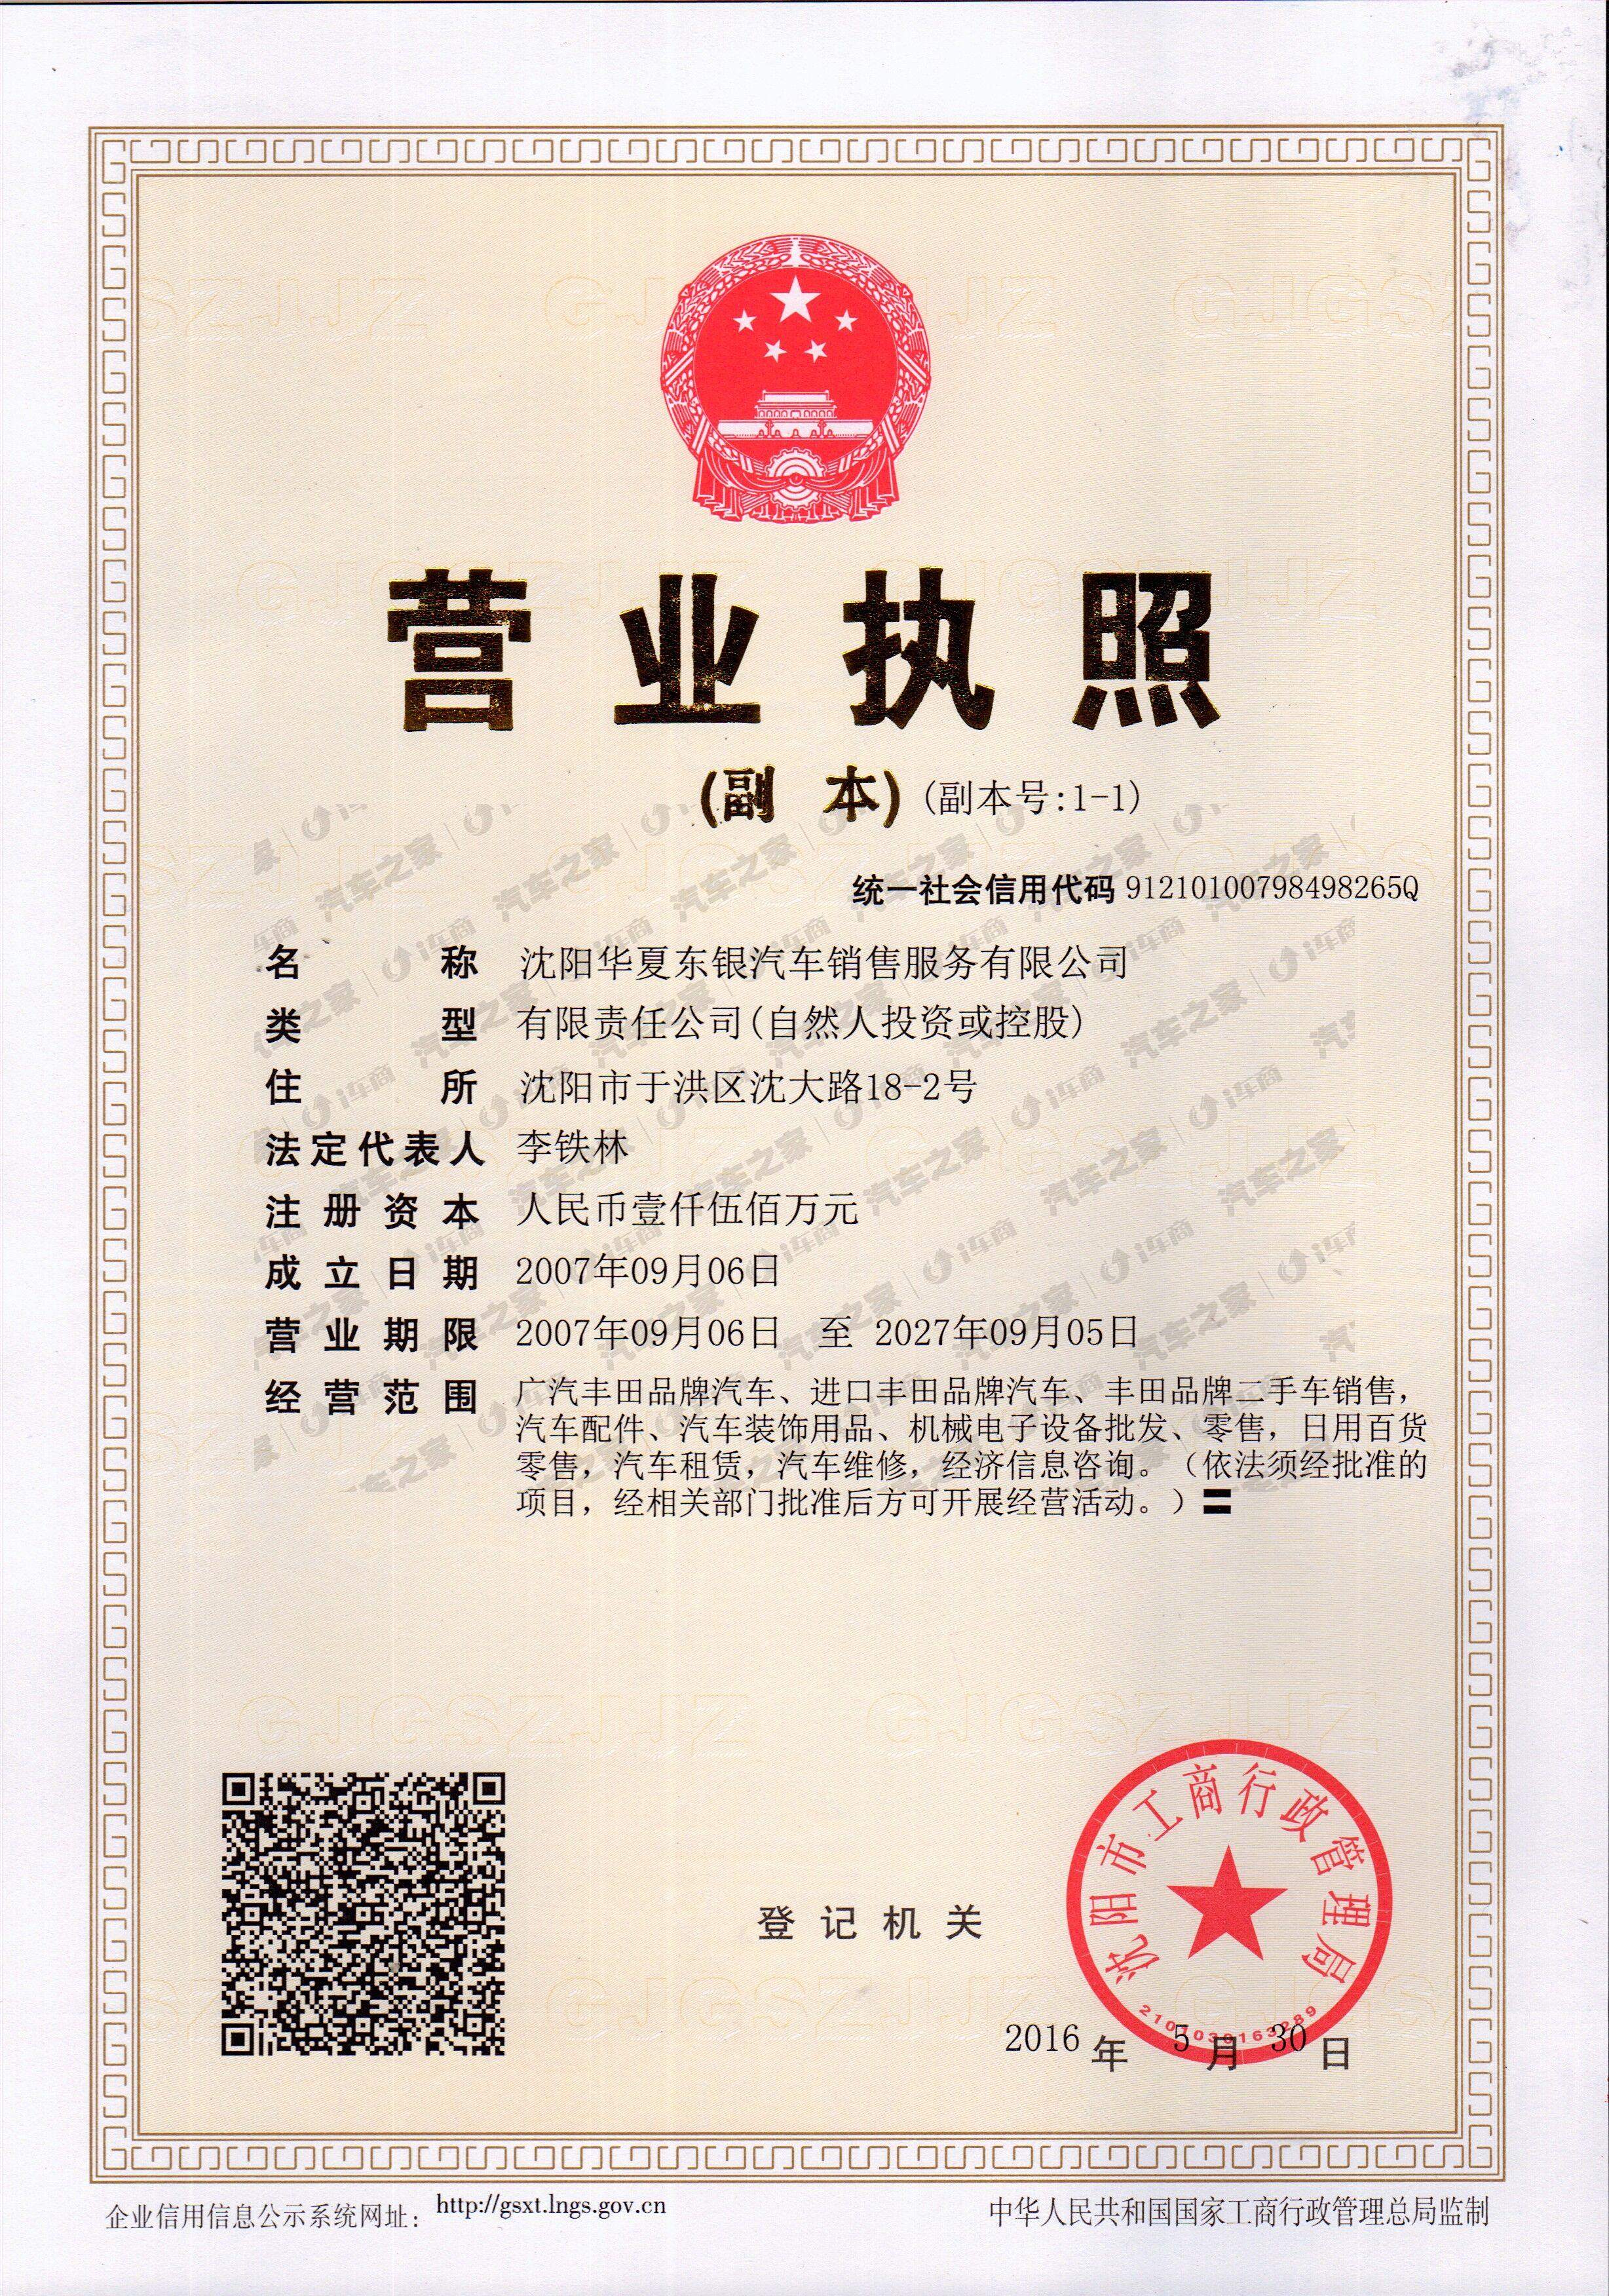 营业执照
(副 本) (副本号:1-1)
统一社会信用代码 91210100798498265Q
名称 沈阳华夏东银汽车销售服务有限公司
类型 有限责任公司(自然人投资或控股)
住所 沈阳市于洪区沈大路18-2号
法定代表人 李铁林
注册资本 人民币壹仟伍佰万元
成立日期 2007年09月06日
营业期限 2007年09月06日 至 2027年09月05日
经营范围 广汽丰田品牌汽车、进口丰田品牌汽车、丰田品牌二手车销售，
汽车配件、汽车装饰用品、机械电子设备批发、零售，日用百货
零售，汽车租赁，汽车维修，经济信息咨询。（依法须经批准的
项目，经相关部门批准后方可开展经营活动。）〓
登记机关
沈阳市工商行政管理局
2101030163289
2016 年 5 月 30 日
企业信用信息公示系统网址： http://gsxt.lngs.gov.cn
中华人民共和国国家工商行政管理总局监制
汽车之家 i车商
GJGSZJJZ